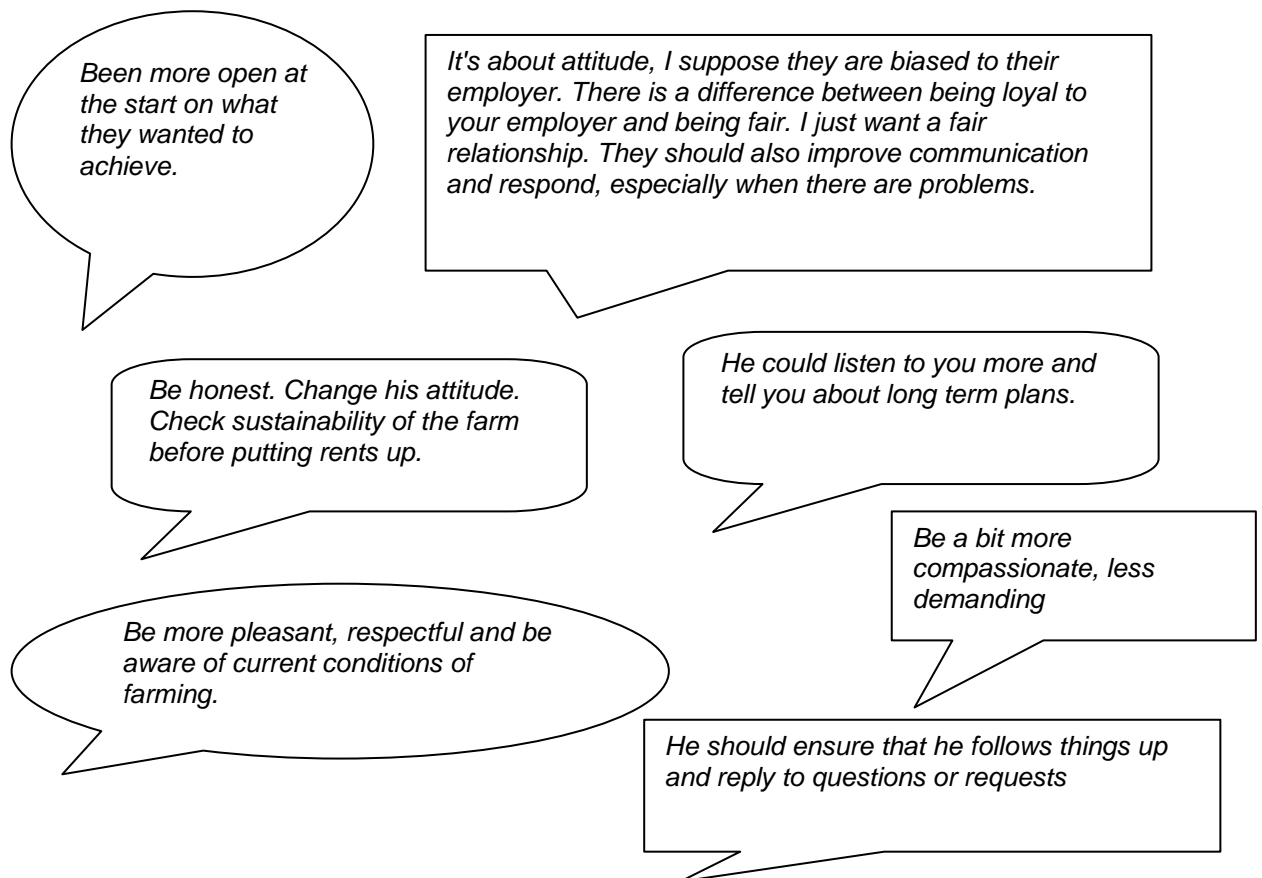 Been more open at
the start on what
they wanted to
achieve.
It's about attitude, I suppose they are biased to their
employer. There is a difference between being loyal to
your employer and being fair. I just want a fair
relationship. They should also improve communication
and respond, especially when there are problems.
Be honest. Change his attitude.
Check sustainability of the farm
before putting rents up.
He could listen to you more and
tell you about long term plans.
Be a bit more
compassionate, less
demanding
Be more pleasant, respectful and be
aware of current conditions of
farming.
He should ensure that he follows things up
and reply to questions or requests